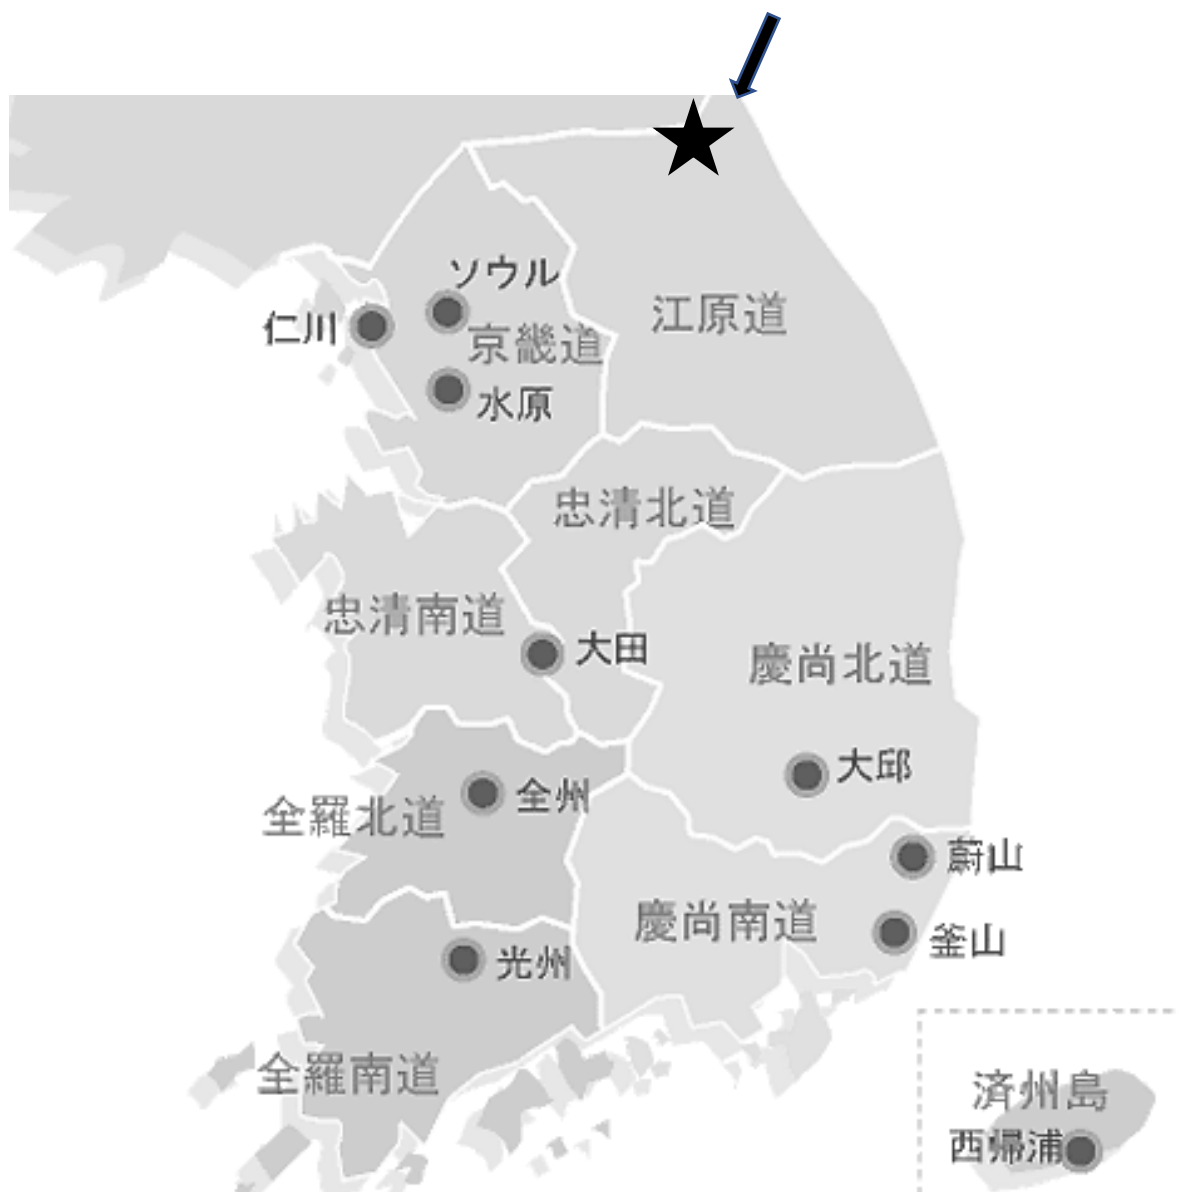 ソウル
江原道
仁川
京畿道
水原
忠清北道
忠清南道
大田
慶尚北道
大邱
全州
全羅北道
蔚山
慶尚南道
釜山
光州
全羅南道
済州島
西帰浦